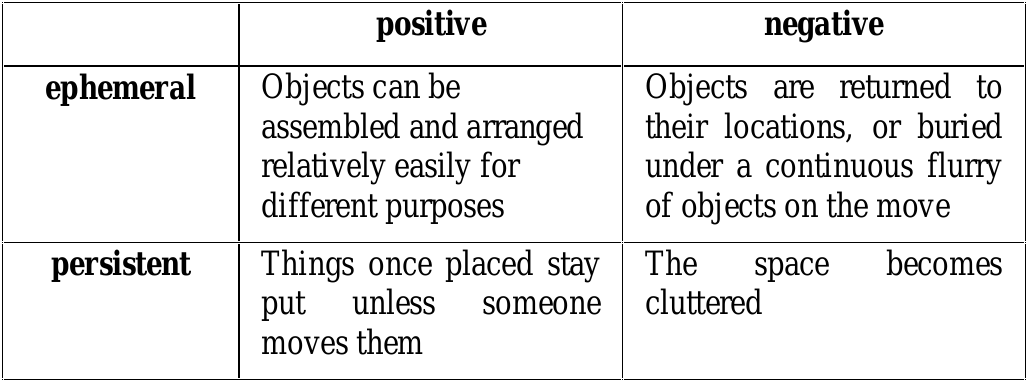 positive
negative
ephemeral
Objects can be
assembled and arranged
relatively easily for
different purposes
Objects are returned to
their locations, or buried
under a continuous flurry
of objects on the move
persistent
Things once placed stay
put unless someone
moves them
The space becomes
cluttered